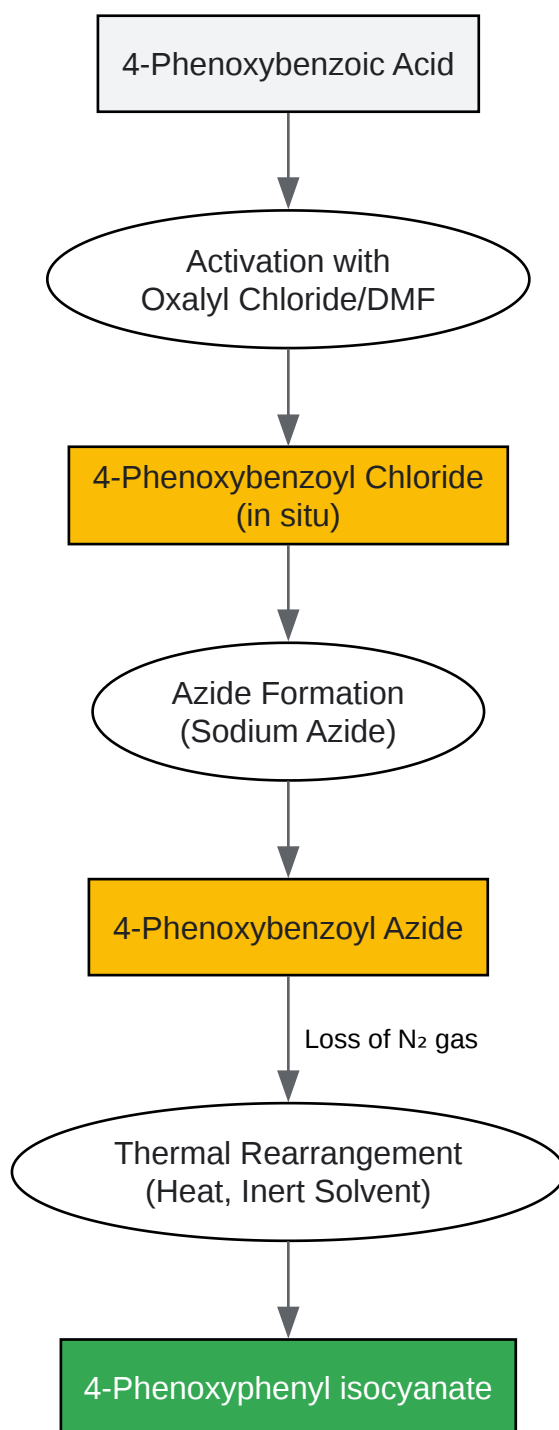 4-Phenoxybenzoic Acid
Activation with
Oxalyl Chloride/DMF
4-Phenoxybenzoyl Chloride
(in situ)
Azide Formation
(Sodium Azide)
4-Phenoxybenzoyl Azide
Loss of N₂ gas
Thermal Rearrangement
(Heat, Inert Solvent)
4-Phenoxyphenyl isocyanate